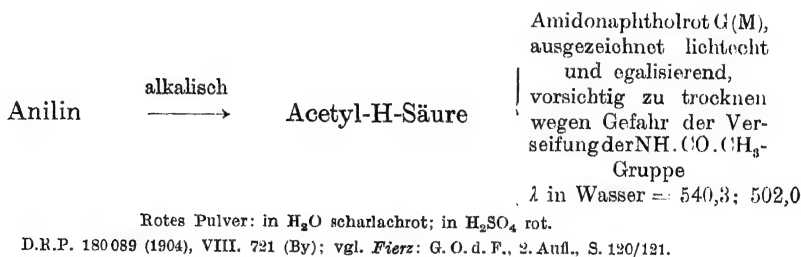 Amidonaphtholrot G(M),
ausgezeichnet lichtecht
und egalisierend,
Anilin alkalisch Acetyl-H-Säure vorsichtig zu trocknen
wegen Gefahr der Ver-
seifung der NH.CO.CH₃-
Gruppe
λ in Wasser = 540,3; 502,0
Rotes Pulver: in H₂O scharlachrot; in H₂SO₄ rot.
D.R.P. 180089 (1904), VIII. 721 (By); vgl. Fierz: G. O. d. F., 2. Aufl., S. 120/121.